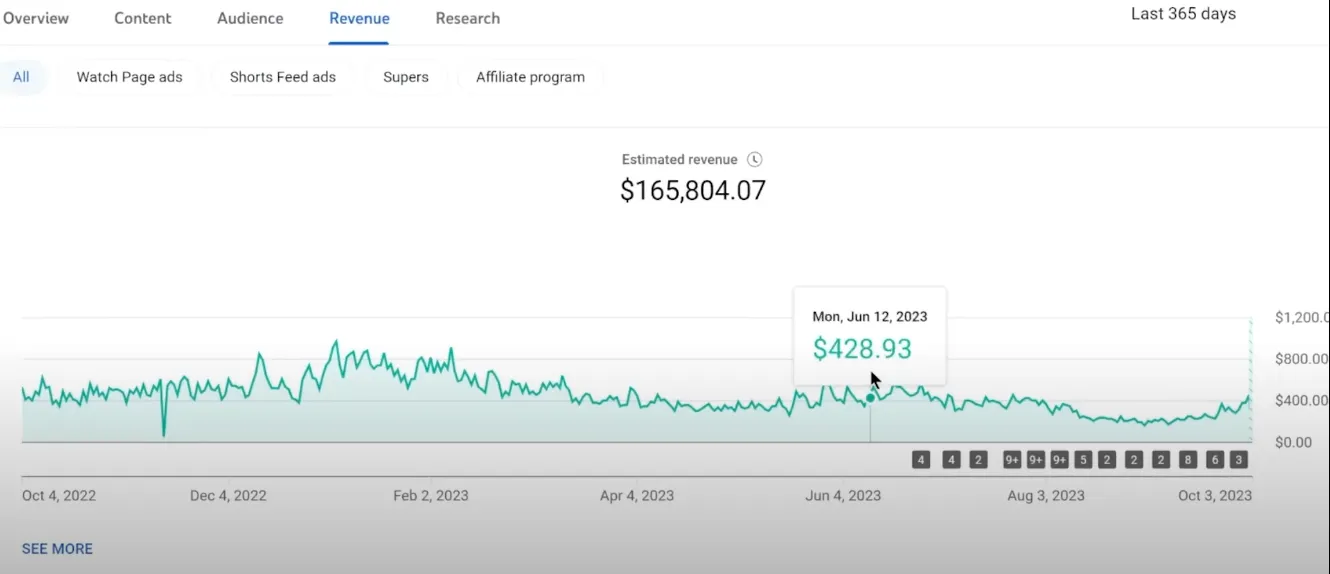 Overview Content Audience Revenue Research Last 365 days
All Watch Page ads Shorts Feed ads Supers Affiliate program
Estimated revenue
$165,804.07
Mon, Jun 12, 2023
$428.93
$1,200.0
$800.00
$400.00
$0.00
4 4 2 9+ 9+ 9+ 5 2 2 2 8 6 3
Oct 4, 2022 Dec 4, 2022 Feb 2, 2023 Apr 4, 2023 Jun 4, 2023 Aug 3, 2023 Oct 3, 2023
SEE MORE